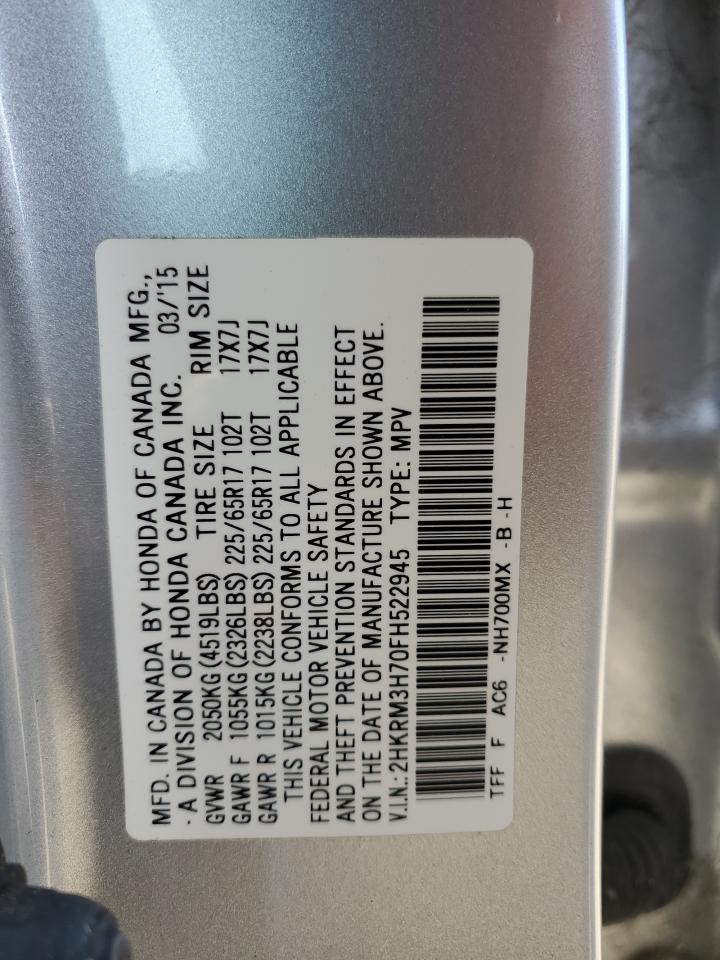 MFD. IN CANADA BY HONDA OF CANADA MFG.,
· A DIVISION OF HONDA CANADA INC. 03/'15
GVWR 2050KG(4519LBS) TIRE SIZE RIM SIZE
GAWR F 1055KG(2326LBS) 225/65R17 102T 17X7J
GAWR R 1015KG(2238LBS) 225/65R17 102T 17X7J
THIS VEHICLE CONFORMS TO ALL APPLICABLE
FEDERAL MOTOR VEHICLE SAFETY
AND THEFT PREVENTION STANDARDS IN EFFECT
ON THE DATE OF MANUFACTURE SHOWN ABOVE.
V.I.N.:2HKRM3H70FH522945 TYPE: MPV
TFF F AC6 -NH700MX -B -H